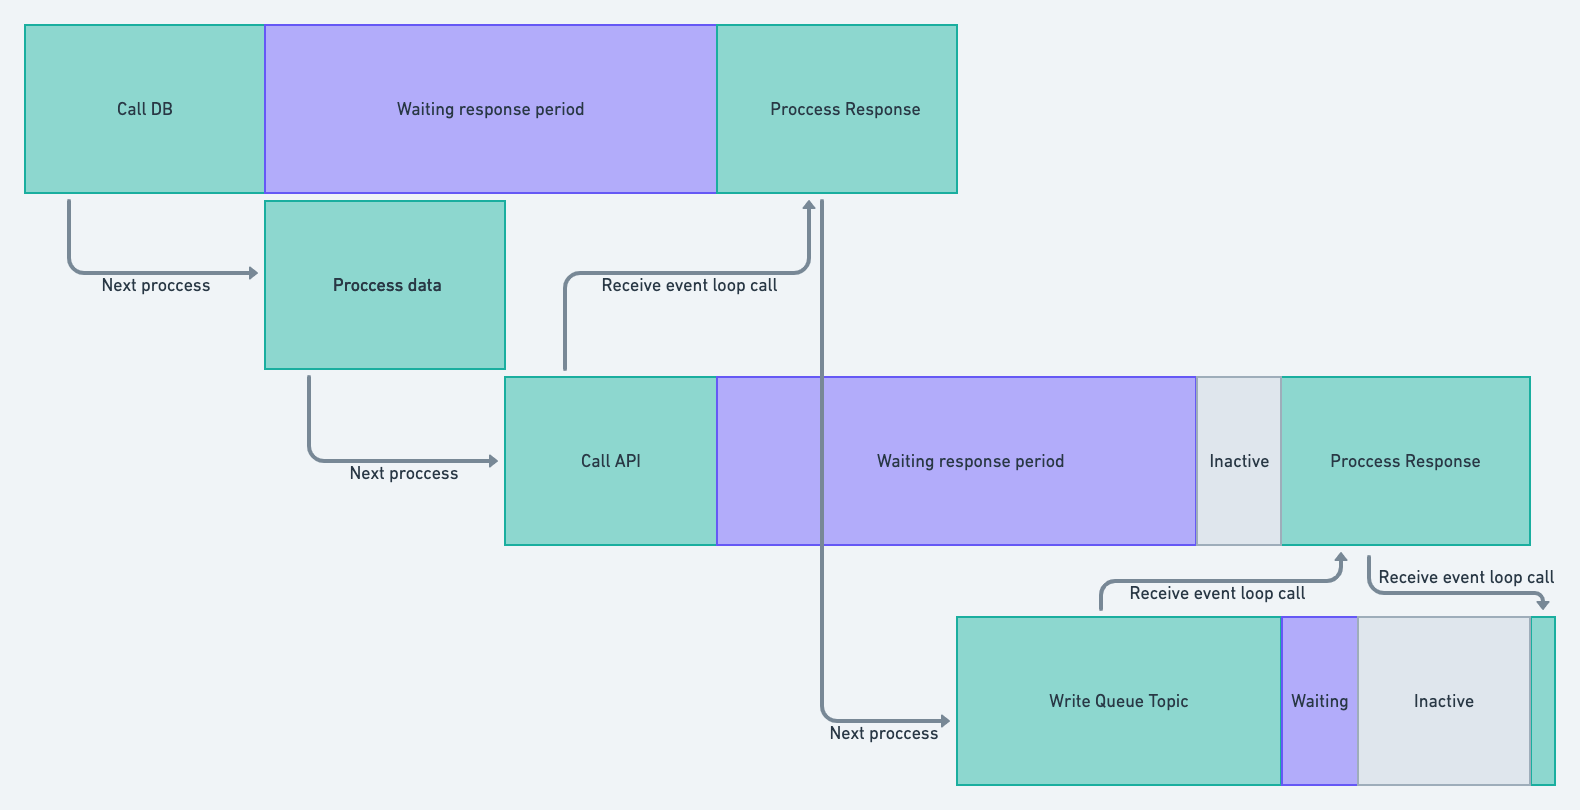 Call DB
Waiting response period
Proccess Response
Next proccess
Proccess data
Receive event loop call
Next proccess
Call API
Waiting response period
Inactive
Proccess Response
Receive event loop call
Receive event loop call
Write Queue Topic
Waiting
Inactive
Next proccess